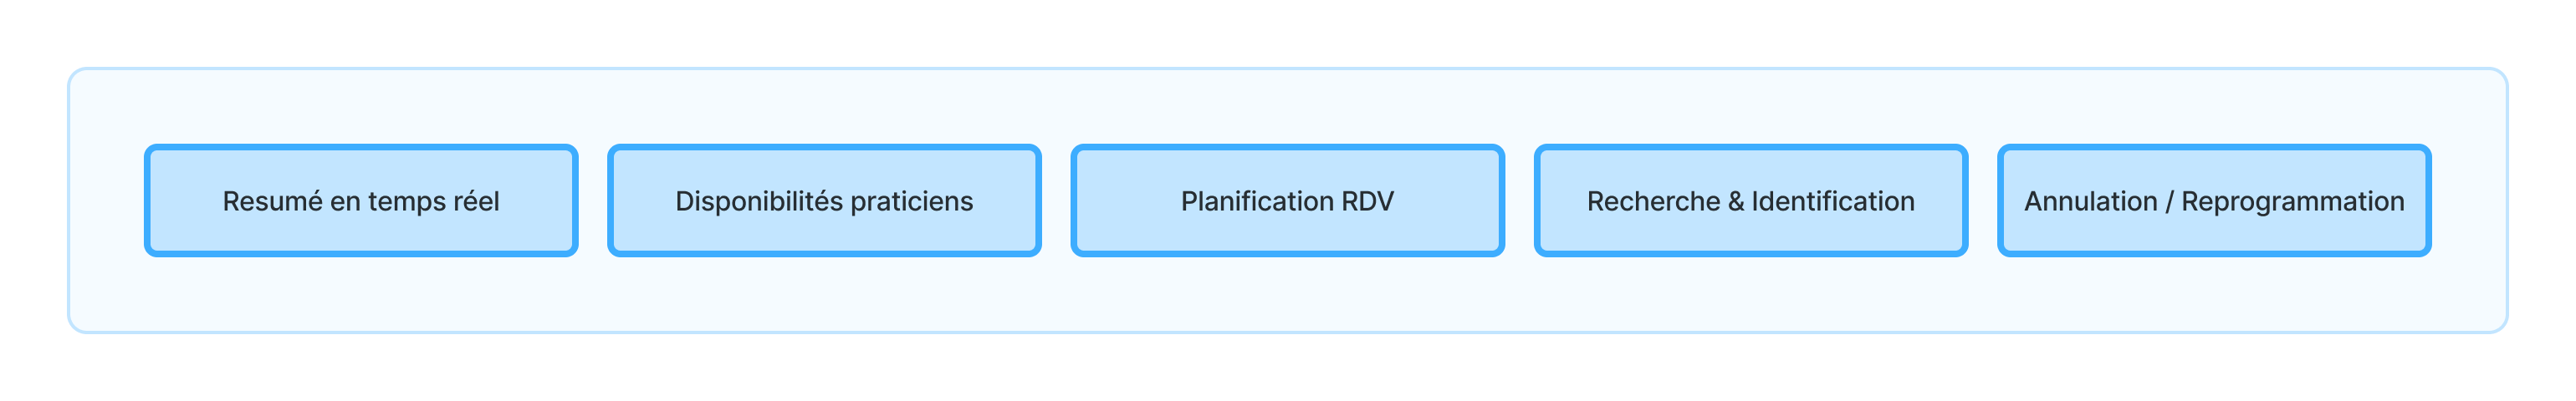 Resumé en temps réel
Disponibilités praticiens
Planification RDV
Recherche & Identification
Annulation / Reprogrammation